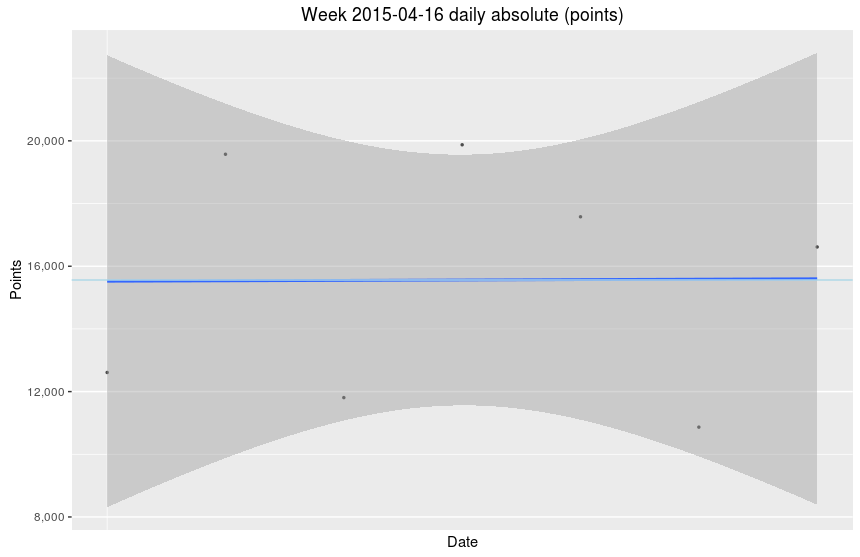 Week 2015-04-16 daily absolute (points)
20,000
16,000
12,000
8,000
Points
Date